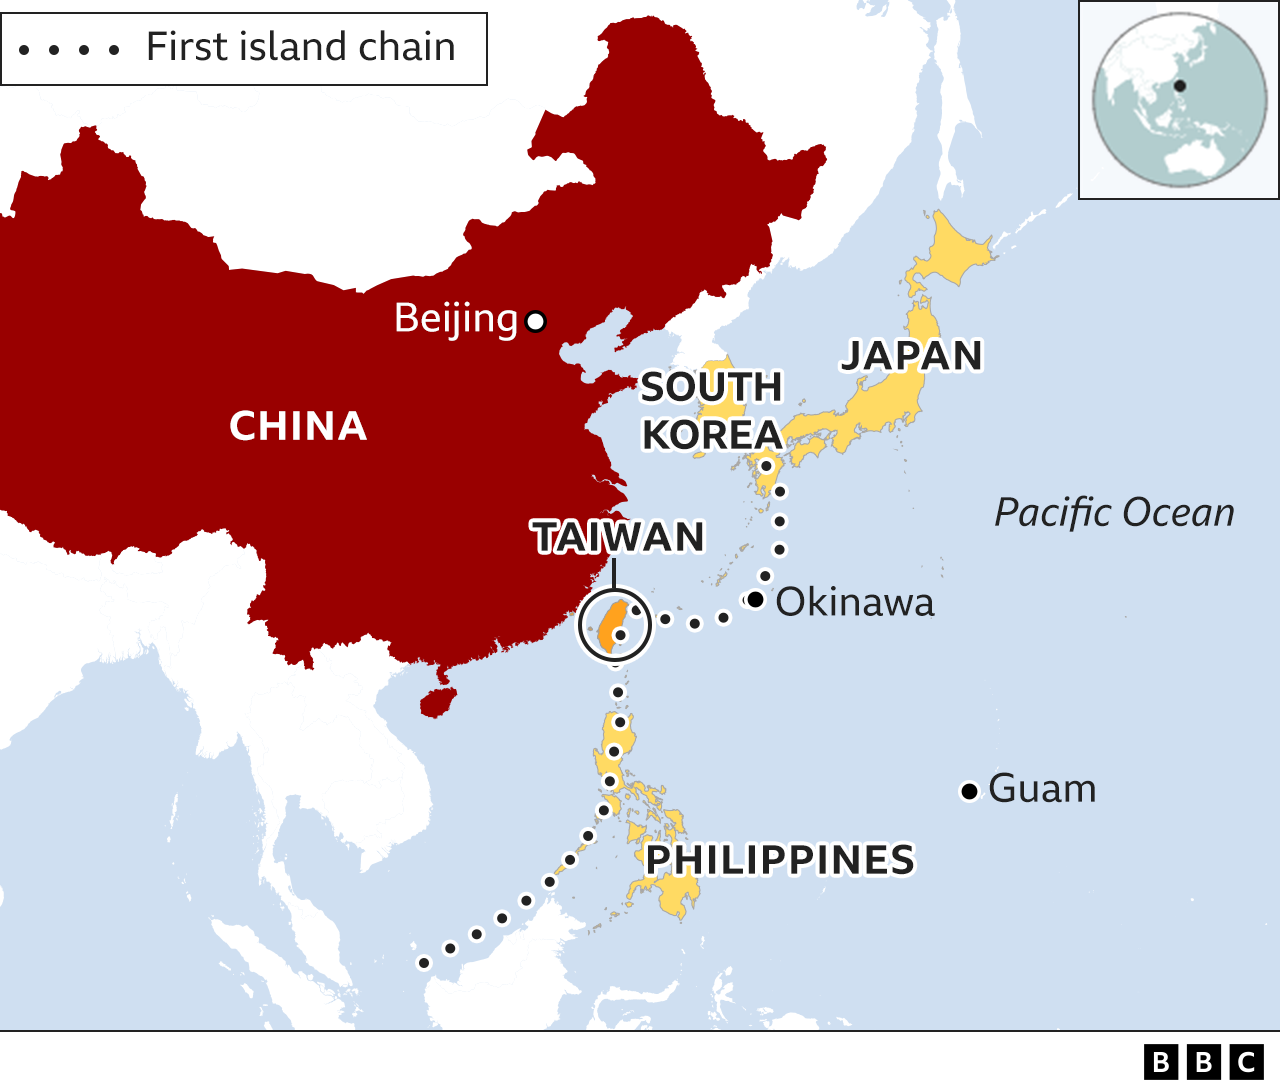 First island chain
Beijing
CHINA
JAPAN
SOUTH
KOREA
Pacific Ocean
TAIWAN
Okinawa
Guam
PHILIPPINES
BBC